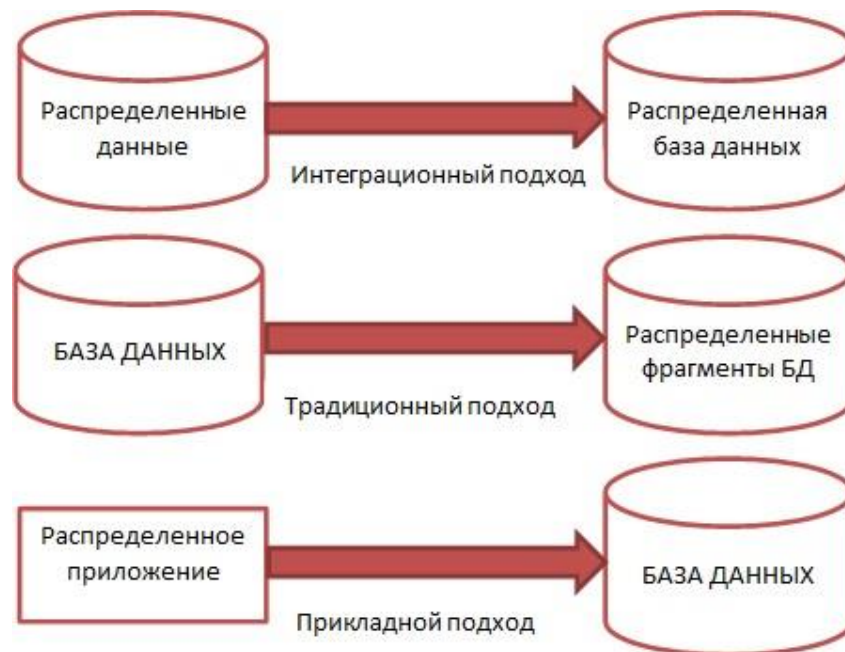 Распределенные
данные
Интеграционный подход
Распределенная
база данных
БАЗА ДАННЫХ
Традиционный подход
Распределенные
фрагменты БД
Распределенное
приложение
Прикладной подход
БАЗА ДАННЫХ